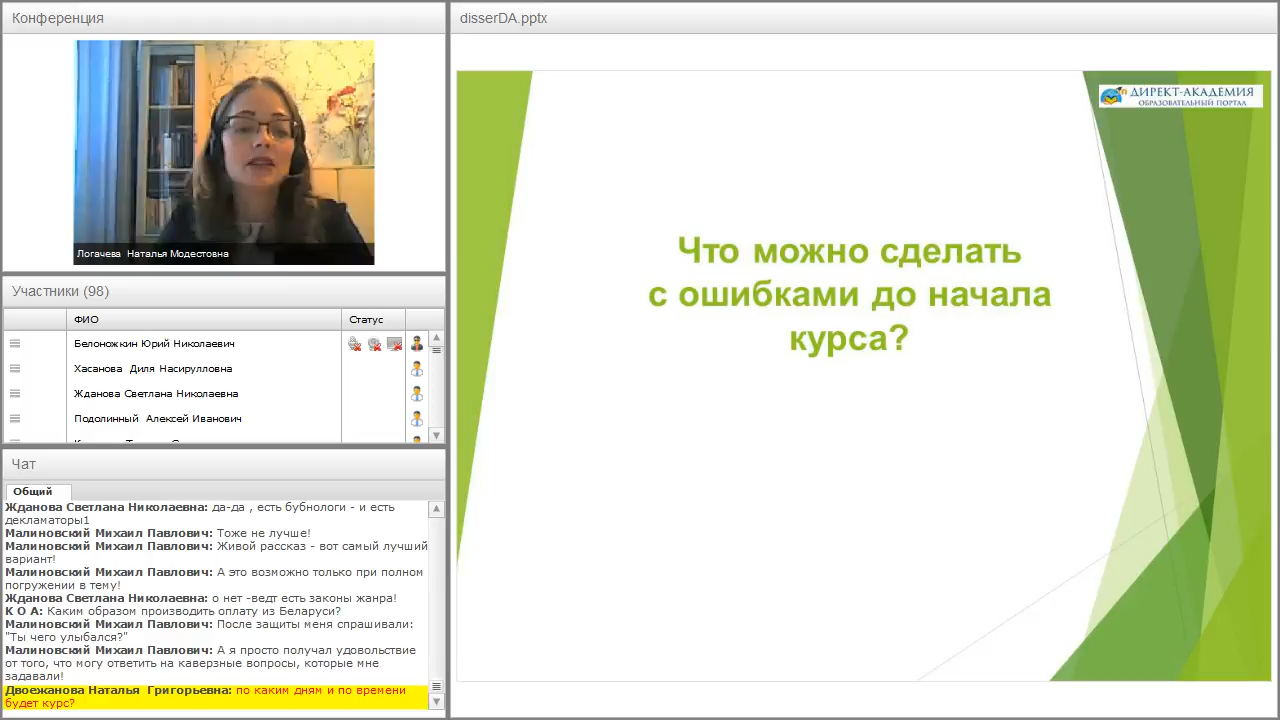 Конференция
Логачева Наталья Модестовна
Участники (98)
ФИО
Статус
Белоножкин Юрий Николаевич
Хасанова Диля Насирулловна
Жданова Светлана Николаевна
Подолинный Алексей Иванович
Чат
Общий
Жданова Светлана Николаевна: да-да , есть бубнологи - и есть
декламаторы1
Малиновский Михаил Павлович: Тоже не лучше!
Малиновский Михаил Павлович: Живой рассказ - вот самый лучший
вариант!
Малиновский Михаил Павлович: А это возможно только при полном
погружении в тему!
Жданова Светлана Николаевна: о нет -ведт есть законы жанра!
К О А: Каким образом производить оплату из Беларуси?
Малиновский Михаил Павлович: После защиты меня спрашивали:
"Ты чего улыбался?"
Малиновский Михаил Павлович: А я просто получал удовольствие
от того, что могу ответить на каверзные вопросы, которые мне
задавали!
Двоежанова Наталья Григорьевна: по каким дням и по времени
будет курс?
disserDA.pptx
ДИРЕКТ-АКАДЕМИЯ
ОБРАЗОВАТЕЛЬНЫЙ ПОРТАЛ
Что можно сделать
с ошибками до начала
курса?